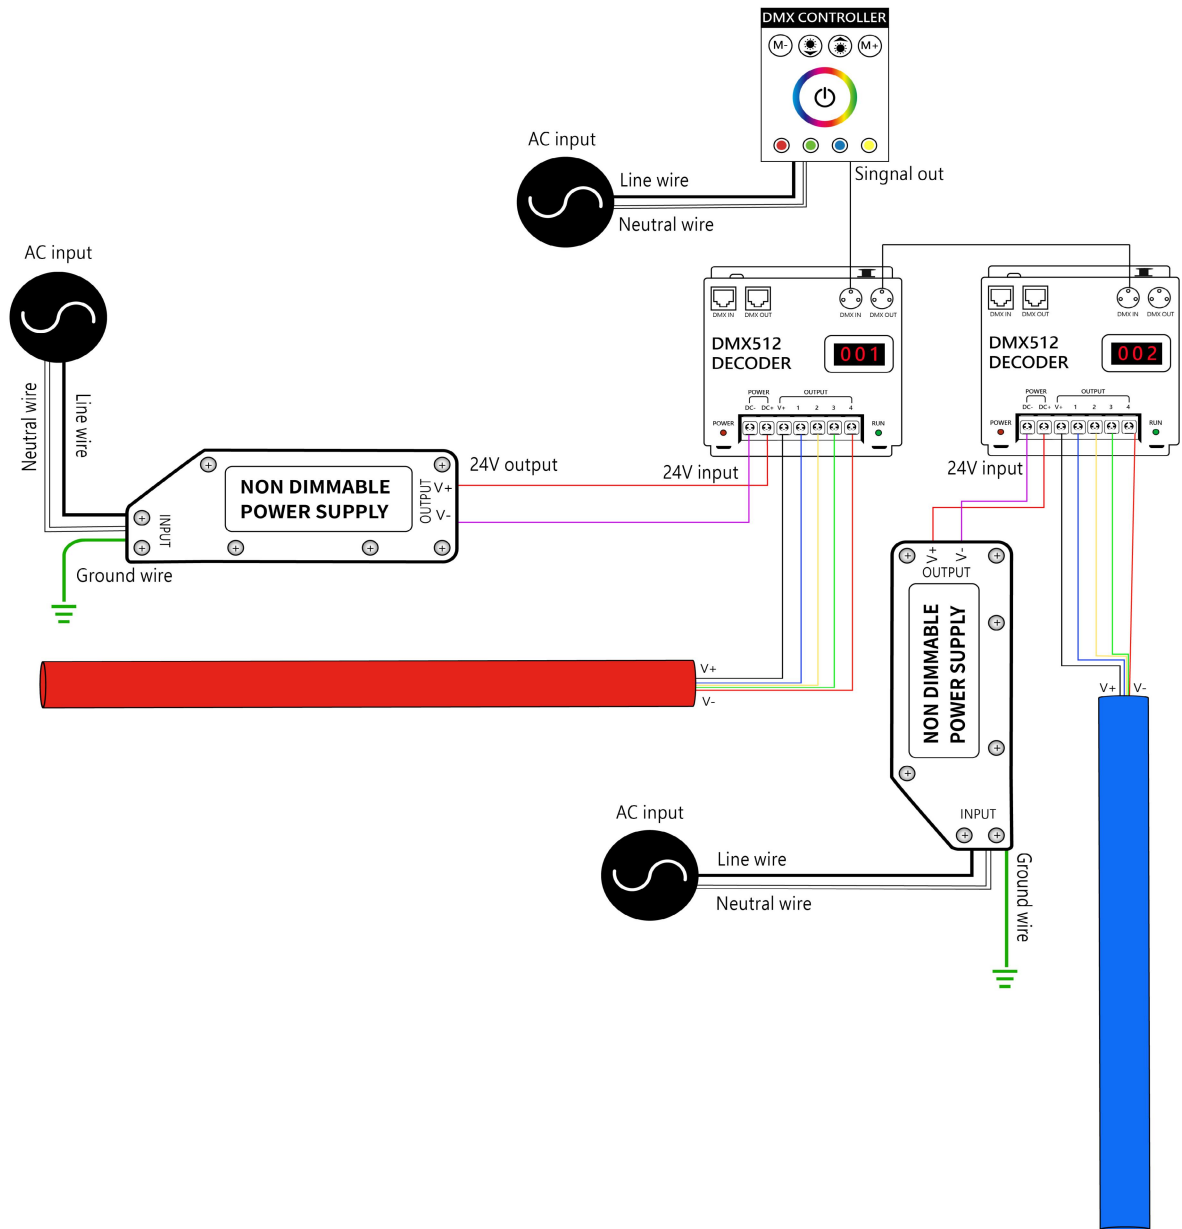 DMX CONTROLLER
M-
M+
AC input
Line wire
Neutral wire
Singnal out
AC input
Neutral wire
Line wire
DMX IN
DMX OUT
DMX IN
DMX OUT
DMX512
DECODER
001
POWER
OUTPUT
DC-
DC+
V+
1
2
3
4
POWER
RUN
24V input
DMX IN
DMX OUT
DMX IN
DMX OUT
DMX512
DECODER
002
POWER
OUTPUT
DC-
DC+
V+
1
2
3
4
POWER
RUN
24V input
24V output
NON DIMMABLE
POWER SUPPLY
INPUT
OUTPUT
V+
V-
Ground wire
V+
V-
V+
V-
OUTPUT
NON DIMMABLE
POWER SUPPLY
INPUT
V+
V-
AC input
Line wire
Neutral wire
Ground wire